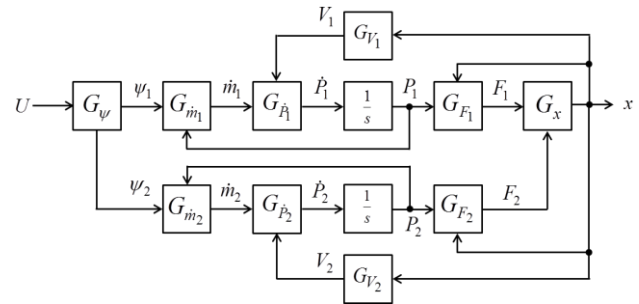 V₁ G_{V₁}
U G_ψ ψ₁ G_{ṁ₁} ṁ₁ G_{Ṗ₁} Ṗ₁ 1/s P₁ G_{F₁} F₁ G_x x
ψ₂ G_{ṁ₂} ṁ₂ G_{Ṗ₂} Ṗ₂ 1/s P₂ G_{F₂} F₂
V₂ G_{V₂}